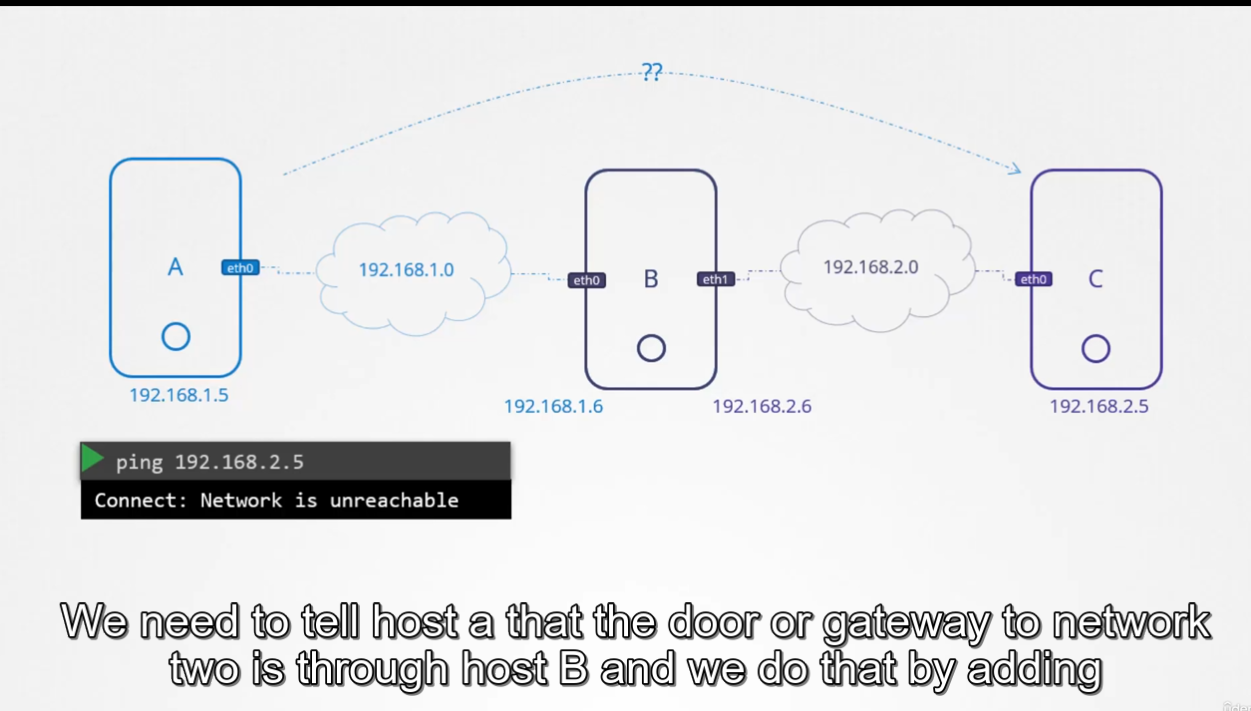 ??
A
eth0
192.168.1.0
eth0
B
eth1
192.168.2.0
eth0
C
192.168.1.5
192.168.1.6
192.168.2.6
192.168.2.5
ping 192.168.2.5
Connect: Network is unreachable
We need to tell host a that the door or gateway to network
two is through host B and we do that by adding